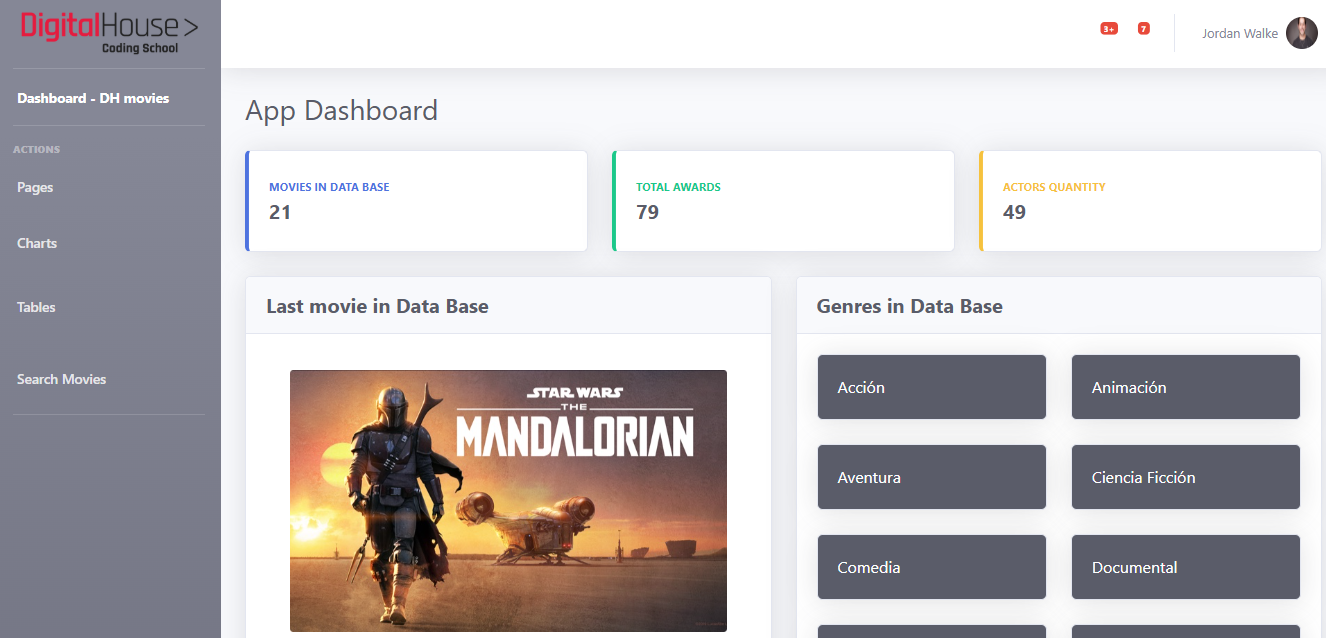 DigitalHouse >
Coding School
3+
7
Jordan Walke
Dashboard - DH movies
ACTIONS
Pages
Charts
Tables
Search Movies
App Dashboard
MOVIES IN DATA BASE
21
TOTAL AWARDS
79
ACTORS QUANTITY
49
Last movie in Data Base
STAR WARS
THE
MANDALORIAN
Genres in Data Base
Acción
Animación
Aventura
Ciencia Ficción
Comedia
Documental